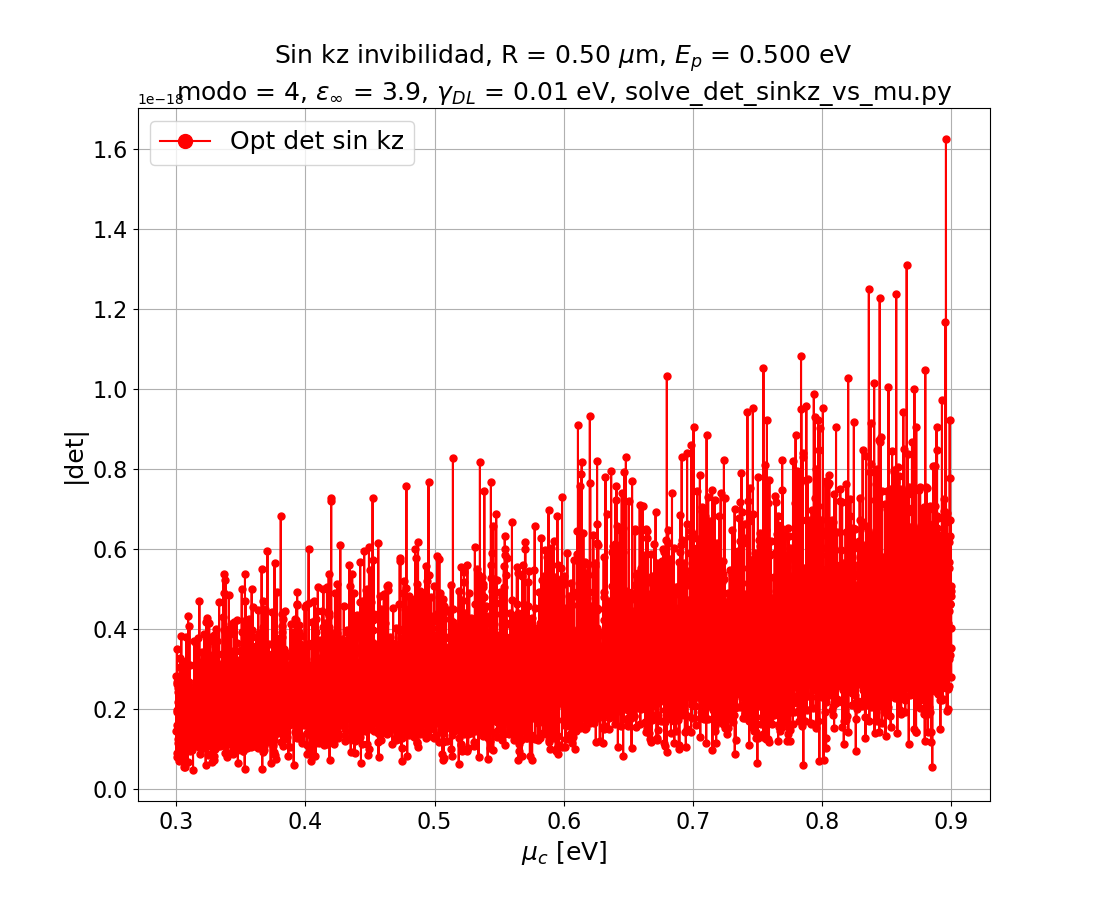 Sin kz invibilidad, R = 0.50 μm, E_p = 0.500 eV
modo = 4, ε_∞ = 3.9, γ_DL = 0.01 eV, solve_det_sinkz_vs_mu.py
1e−18
Opt det sin kz
1.6
1.4
1.2
1.0
0.8
0.6
0.4
0.2
0.0
|det|
0.3 0.4 0.5 0.6 0.7 0.8 0.9
μ_c [eV]